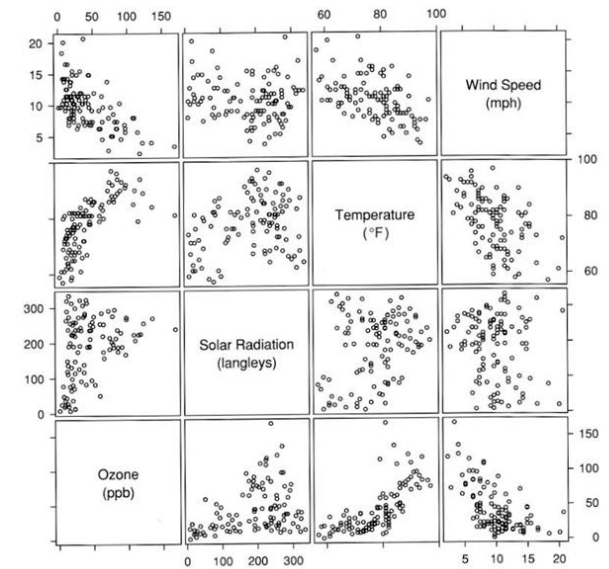 0 50 100 150 60 80 100
20
15
10
5
Wind Speed
(mph)
Temperature
(°F)
100
80
60
300
200
100
0
Solar Radiation
(langleys)
Ozone
(ppb)
150
100
50
0
0 100 200 300 5 10 15 20